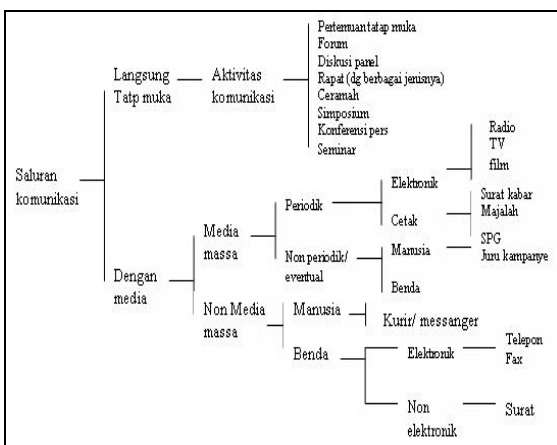 Saluran
komunikasi
Langsung
Tatp muka
Aktivitas
komunikasi
Pertemuan tatap muka
Forum
Diskusi panel
Rapat (dg berbagai jenisnya)
Ceramah
Simposium
Konferensi pers
Seminar
Dengan
media
Media
massa
Periodik
Elektronik
Radio
TV
film
Cetak
Surat kabar
Majalah
Non periodik/
eventual
Manusia
SPG
Juru kampanye
Benda
Non Media
massa
Manusia
Kurir/ messanger
Benda
Elektronik
Telepon
Fax
Non
elektronik
Surat